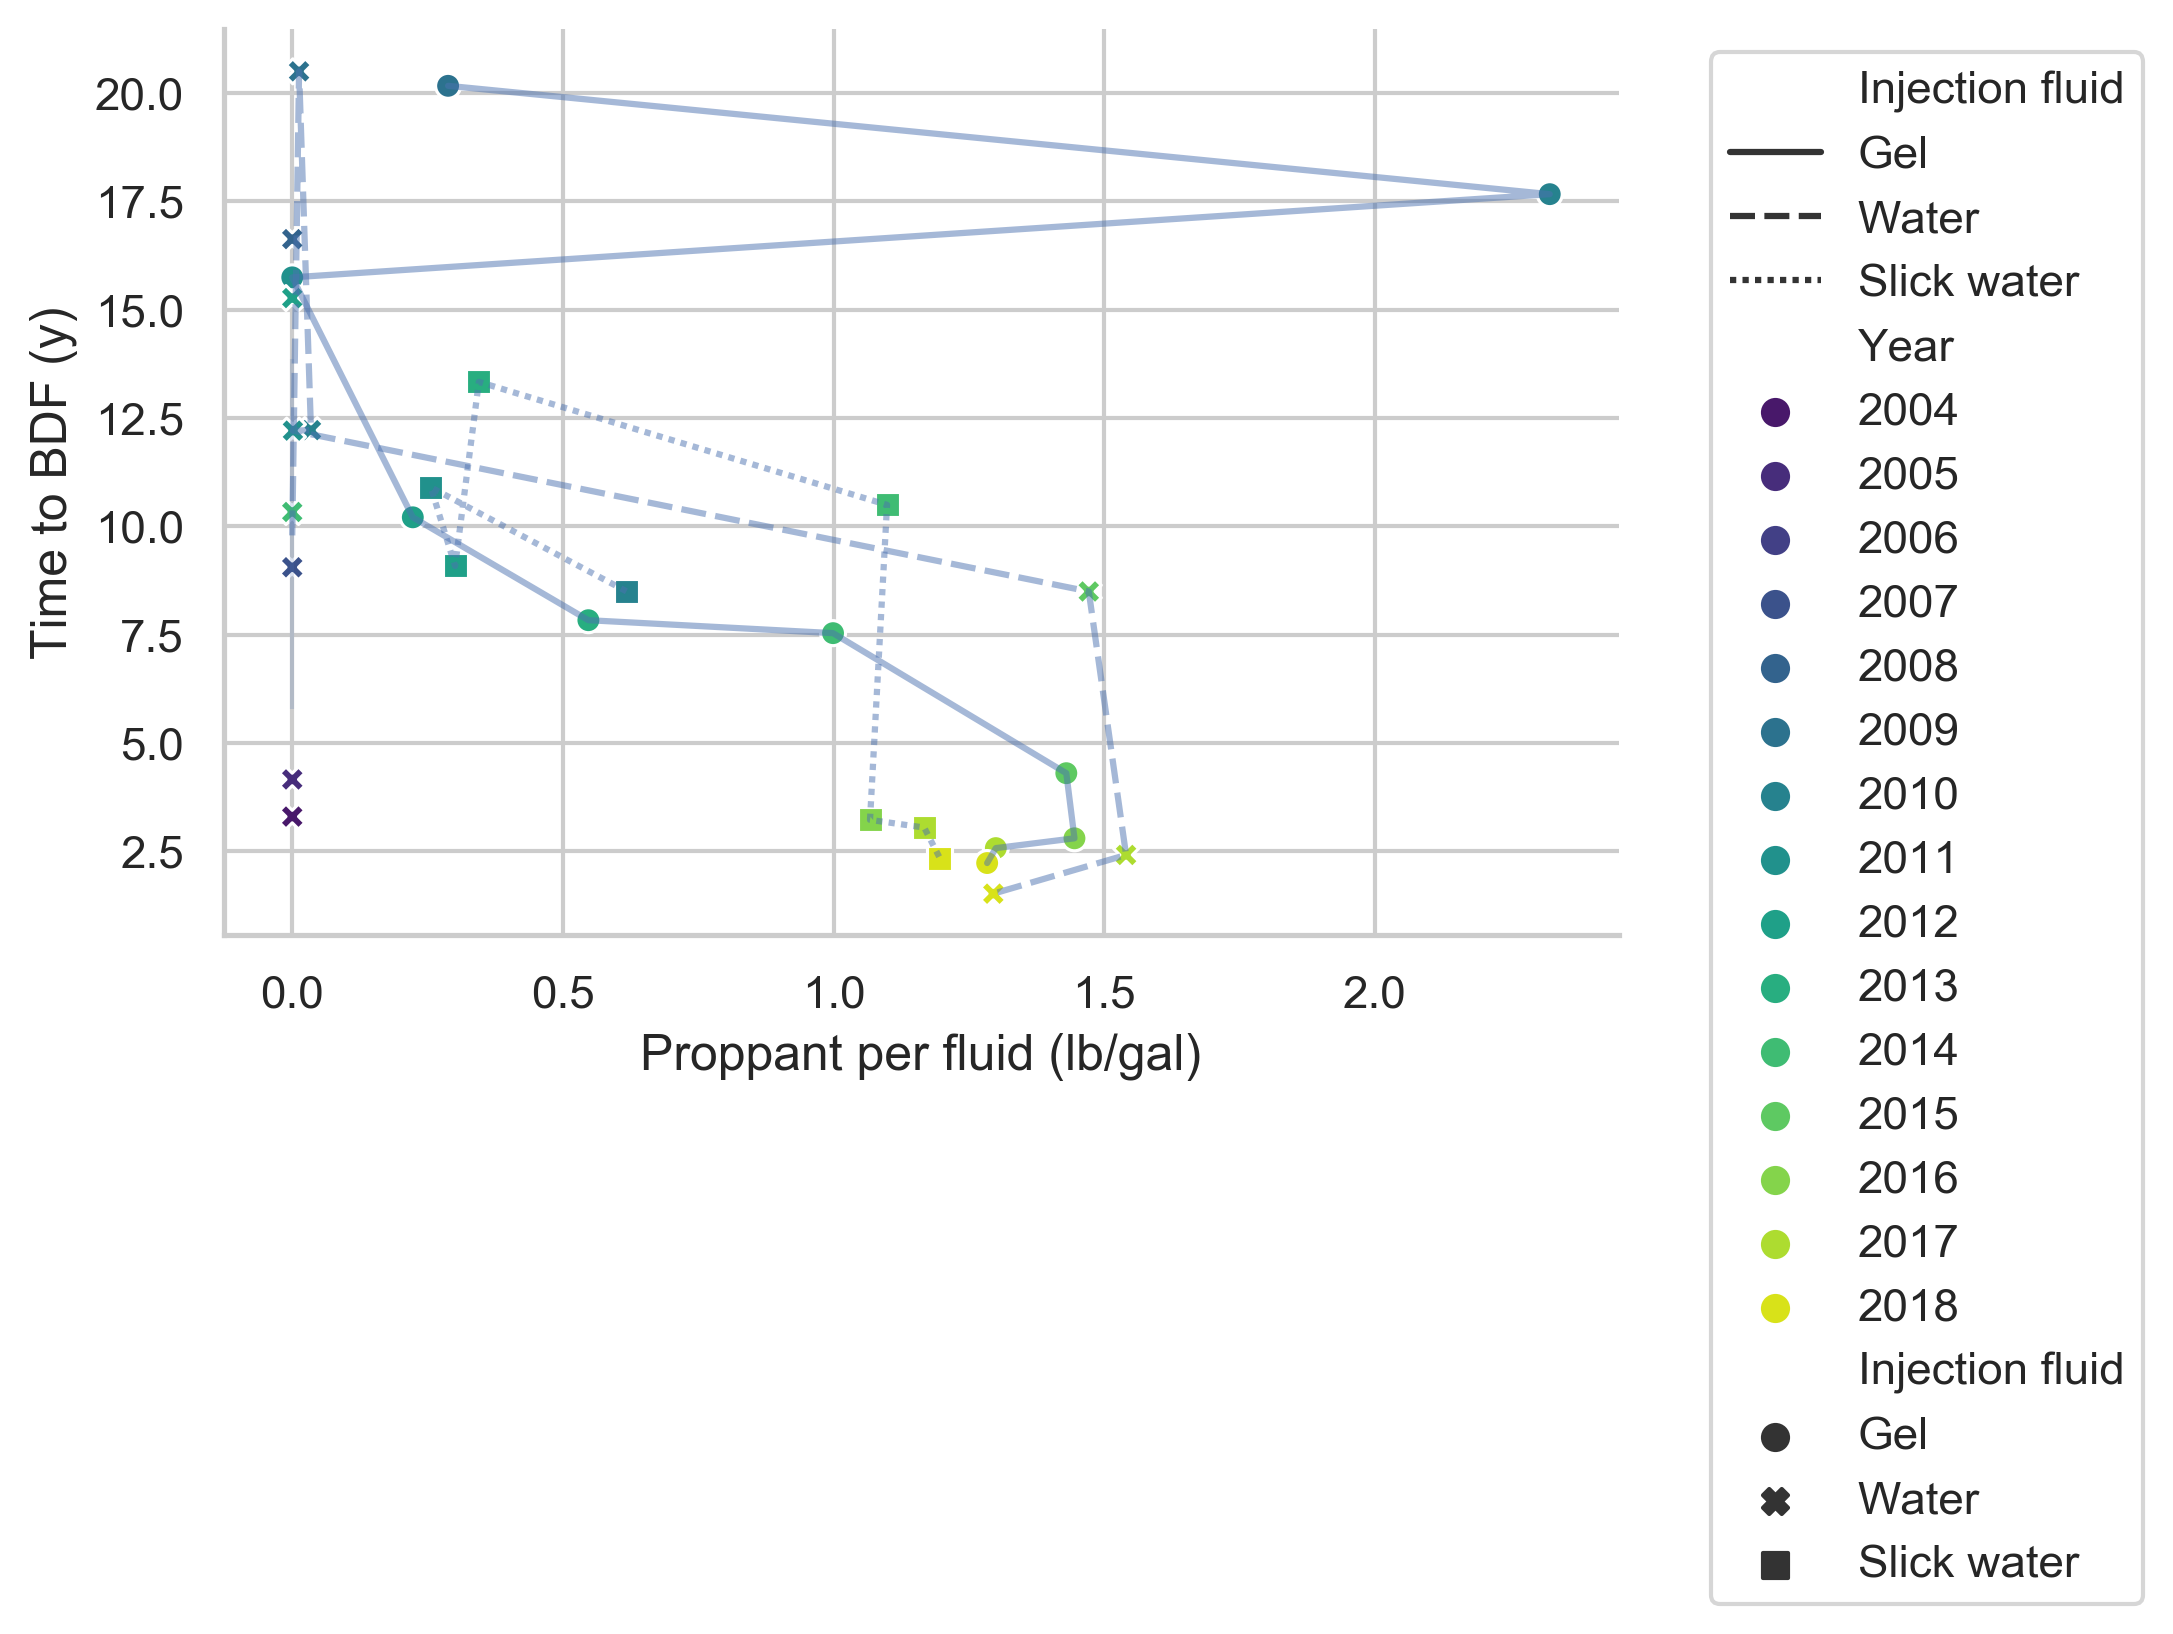 20.0
17.5
15.0
12.5
10.0
7.5
5.0
2.5
Time to BDF (y)
0.0 0.5 1.0 1.5 2.0
Proppant per fluid (lb/gal)
Injection fluid
Gel
Water
Slick water
Year
2004
2005
2006
2007
2008
2009
2010
2011
2012
2013
2014
2015
2016
2017
2018
Injection fluid
Gel
Water
Slick water